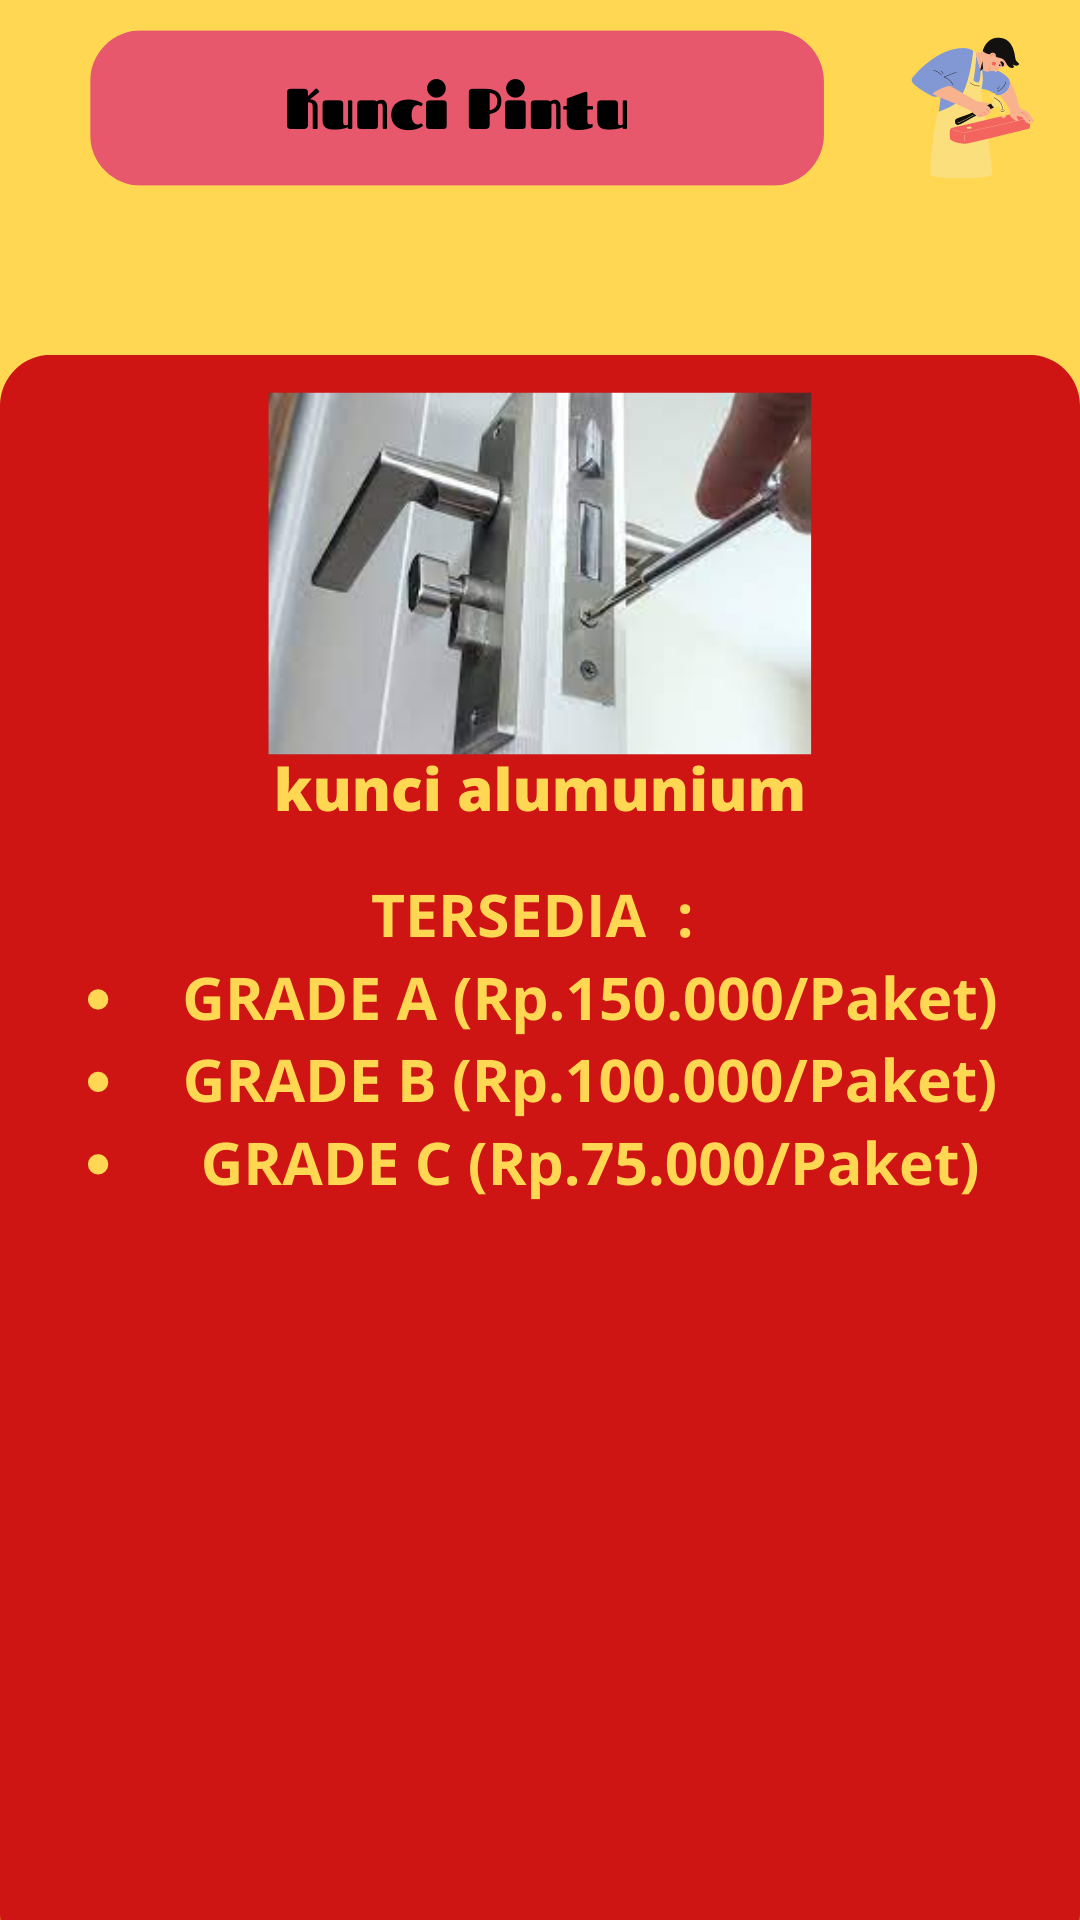 Kunci Pintu
kunci alumunium
TERSEDIA :
• GRADE A (Rp.150.000/Paket)
• GRADE B (Rp.100.000/Paket)
• GRADE C (Rp.75.000/Paket)